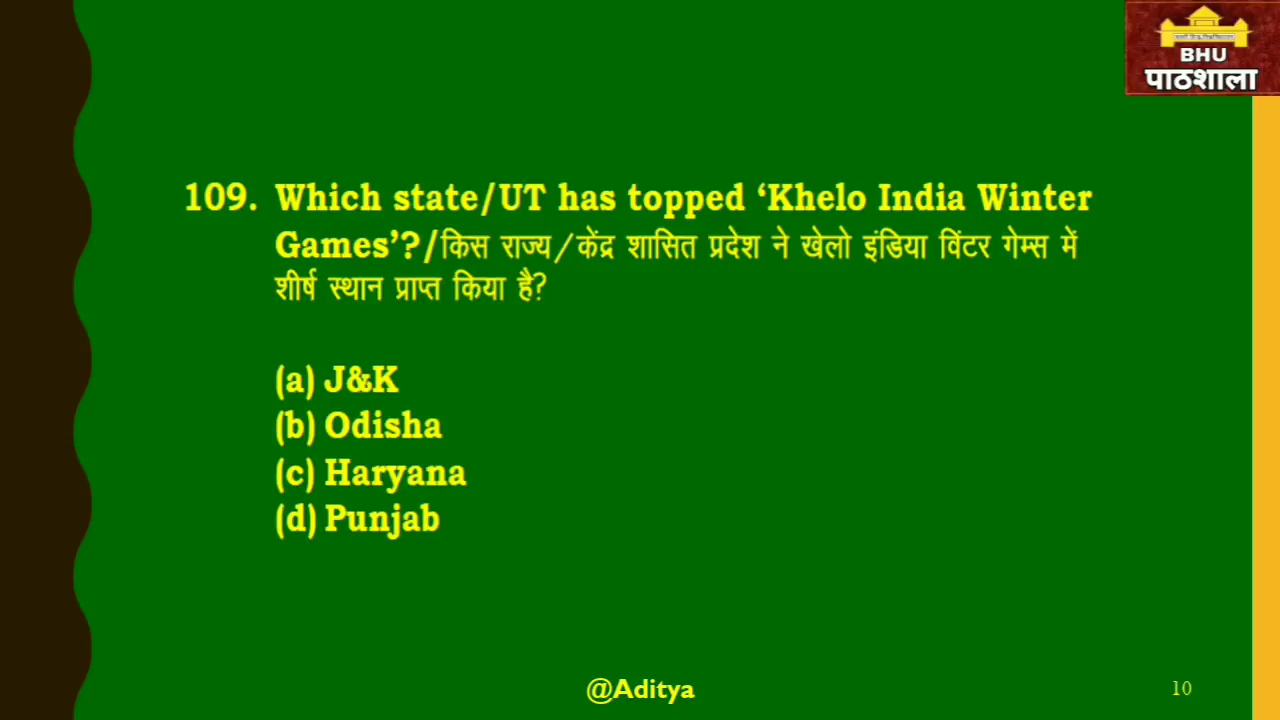 BHU
पाठशाला
109. Which state/UT has topped ‘Khelo India Winter
Games’?/किस राज्य/केंद्र शासित प्रदेश ने खेलो इंडिया विंटर गेम्स में
शीर्ष स्थान प्राप्त किया है?
(a) J&K
(b) Odisha
(c) Haryana
(d) Punjab
@Aditya
10